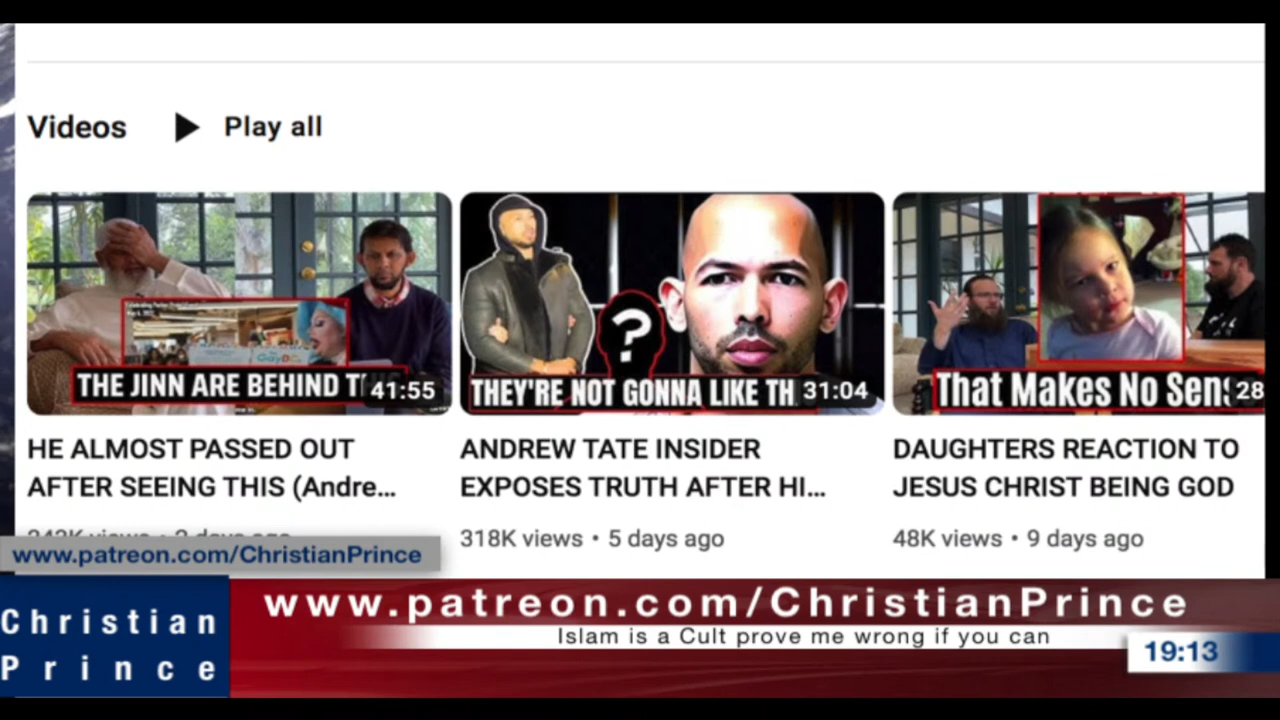 Videos
Play all
THE JINN ARE BEHIND
41:55
THEY'RE NOT GONNA LIKE TH
31:04
That Makes No Sens
28
HE ALMOST PASSED OUT
AFTER SEEING THIS (Andre...
ANDREW TATE INSIDER
EXPOSES TRUTH AFTER HI...
DAUGHTERS REACTION TO
JESUS CHRIST BEING GOD
318K views • 5 days ago
48K views • 9 days ago
www.patreon.com/ChristianPrince
Christian
Prince
www.patreon.com/ChristianPrince
Islam is a Cult prove me wrong if you can
19:13